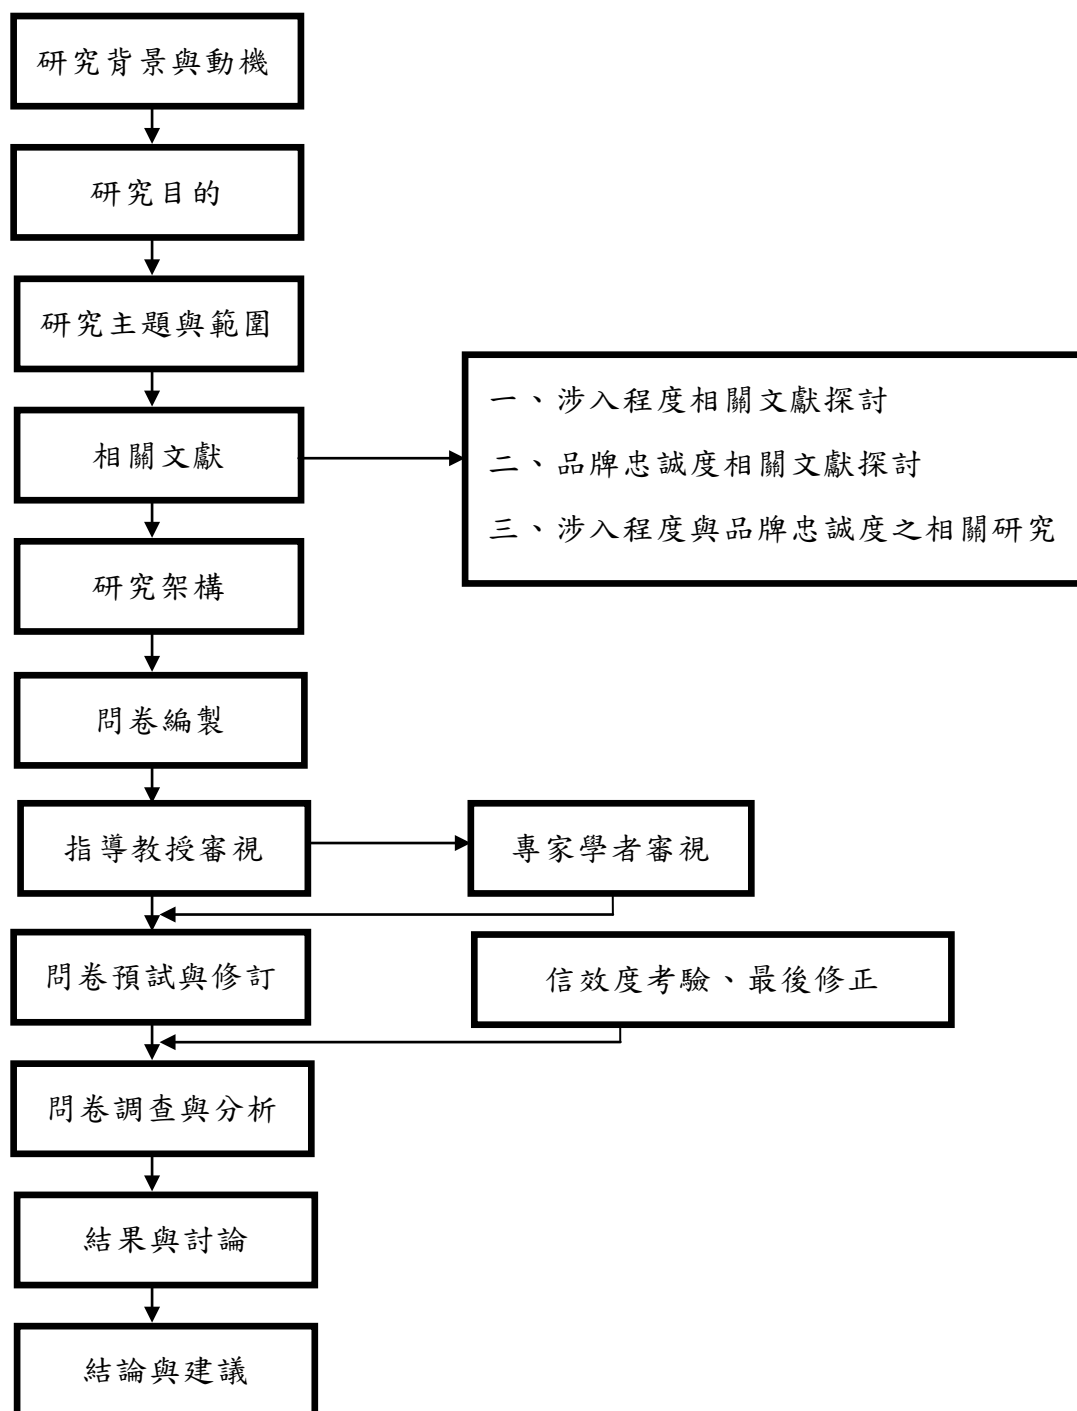 研究背景與動機
研究目的
研究主題與範圍
相關文獻
一、涉入程度相關文獻探討
二、品牌忠誠度相關文獻探討
三、涉入程度與品牌忠誠度之相關研究
研究架構
問卷編製
指導教授審視
專家學者審視
問卷預試與修訂
信效度考驗、最後修正
問卷調查與分析
結果與討論
結論與建議